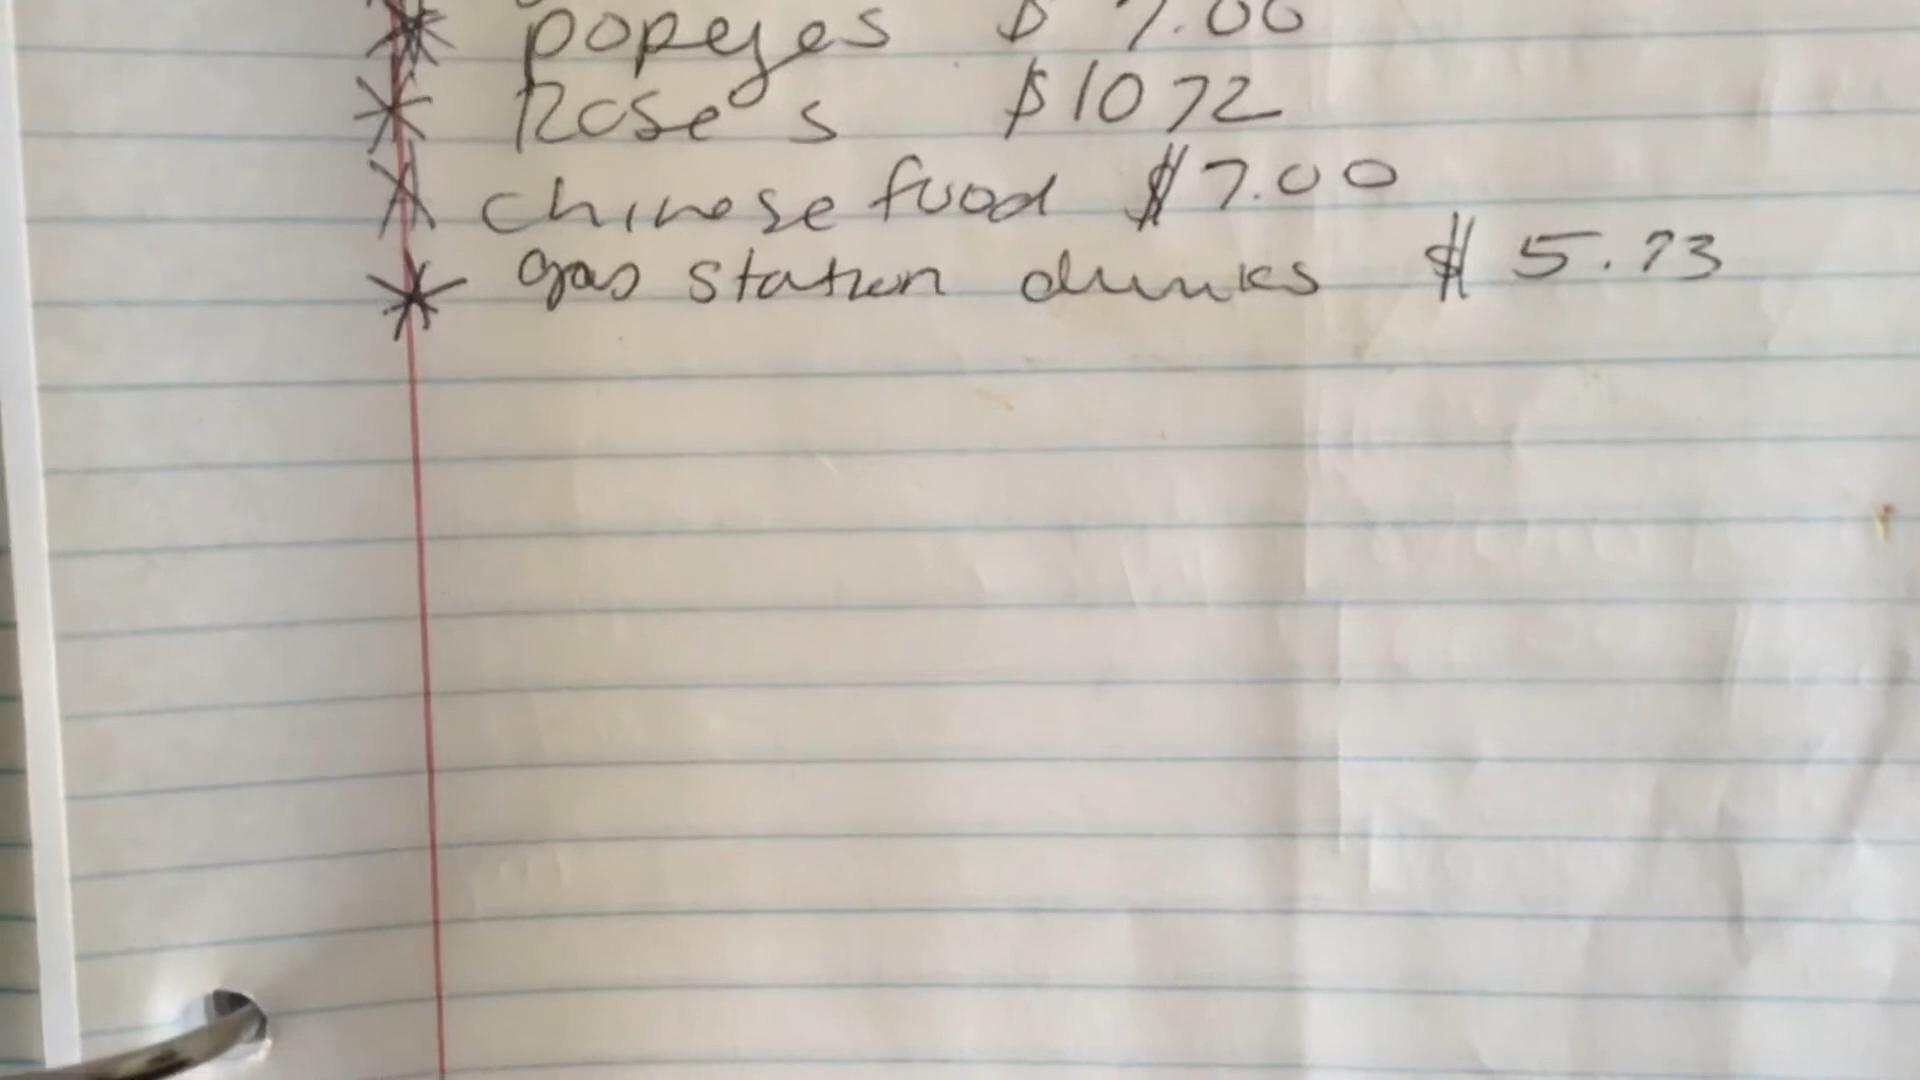 * popeyes $ 7.00
* Rose's $10 72
* chinese food $7.00
* gas station drinks $ 5.73